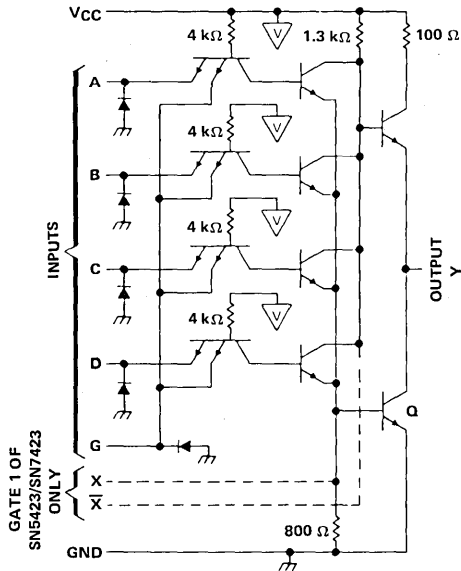 VCC
4 kΩ
V
1.3 kΩ
100 Ω
A
4 kΩ
V
B
4 kΩ
V
INPUTS
C
OUTPUT
Y
4 kΩ
V
D
Q
G
GATE 1 OF
SN5423/SN7423
ONLY
X
X̅
800 Ω
GND